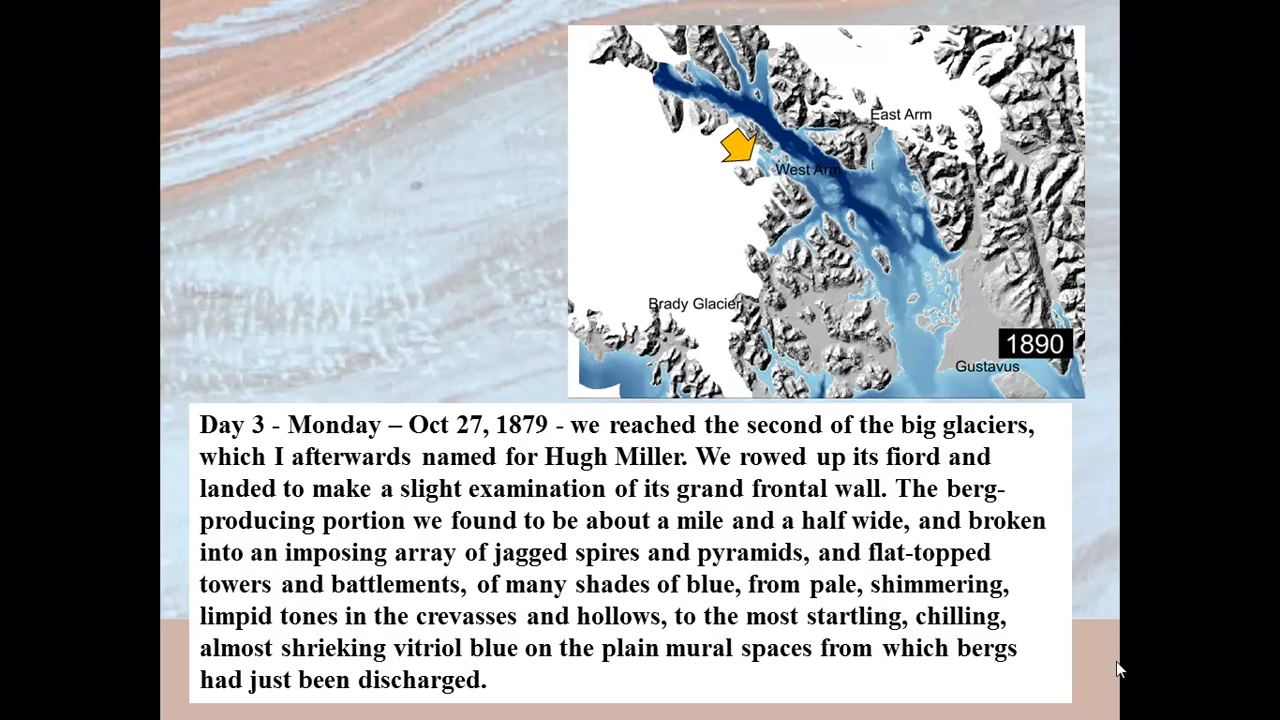 East Arm
West Arm
Brady Glacier
1890
Gustavus
Day 3 - Monday – Oct 27, 1879 - we reached the second of the big glaciers,
which I afterwards named for Hugh Miller. We rowed up its fiord and
landed to make a slight examination of its grand frontal wall. The berg-
producing portion we found to be about a mile and a half wide, and broken
into an imposing array of jagged spires and pyramids, and flat-topped
towers and battlements, of many shades of blue, from pale, shimmering,
limpid tones in the crevasses and hollows, to the most startling, chilling,
almost shrieking vitriol blue on the plain mural spaces from which bergs
had just been discharged.